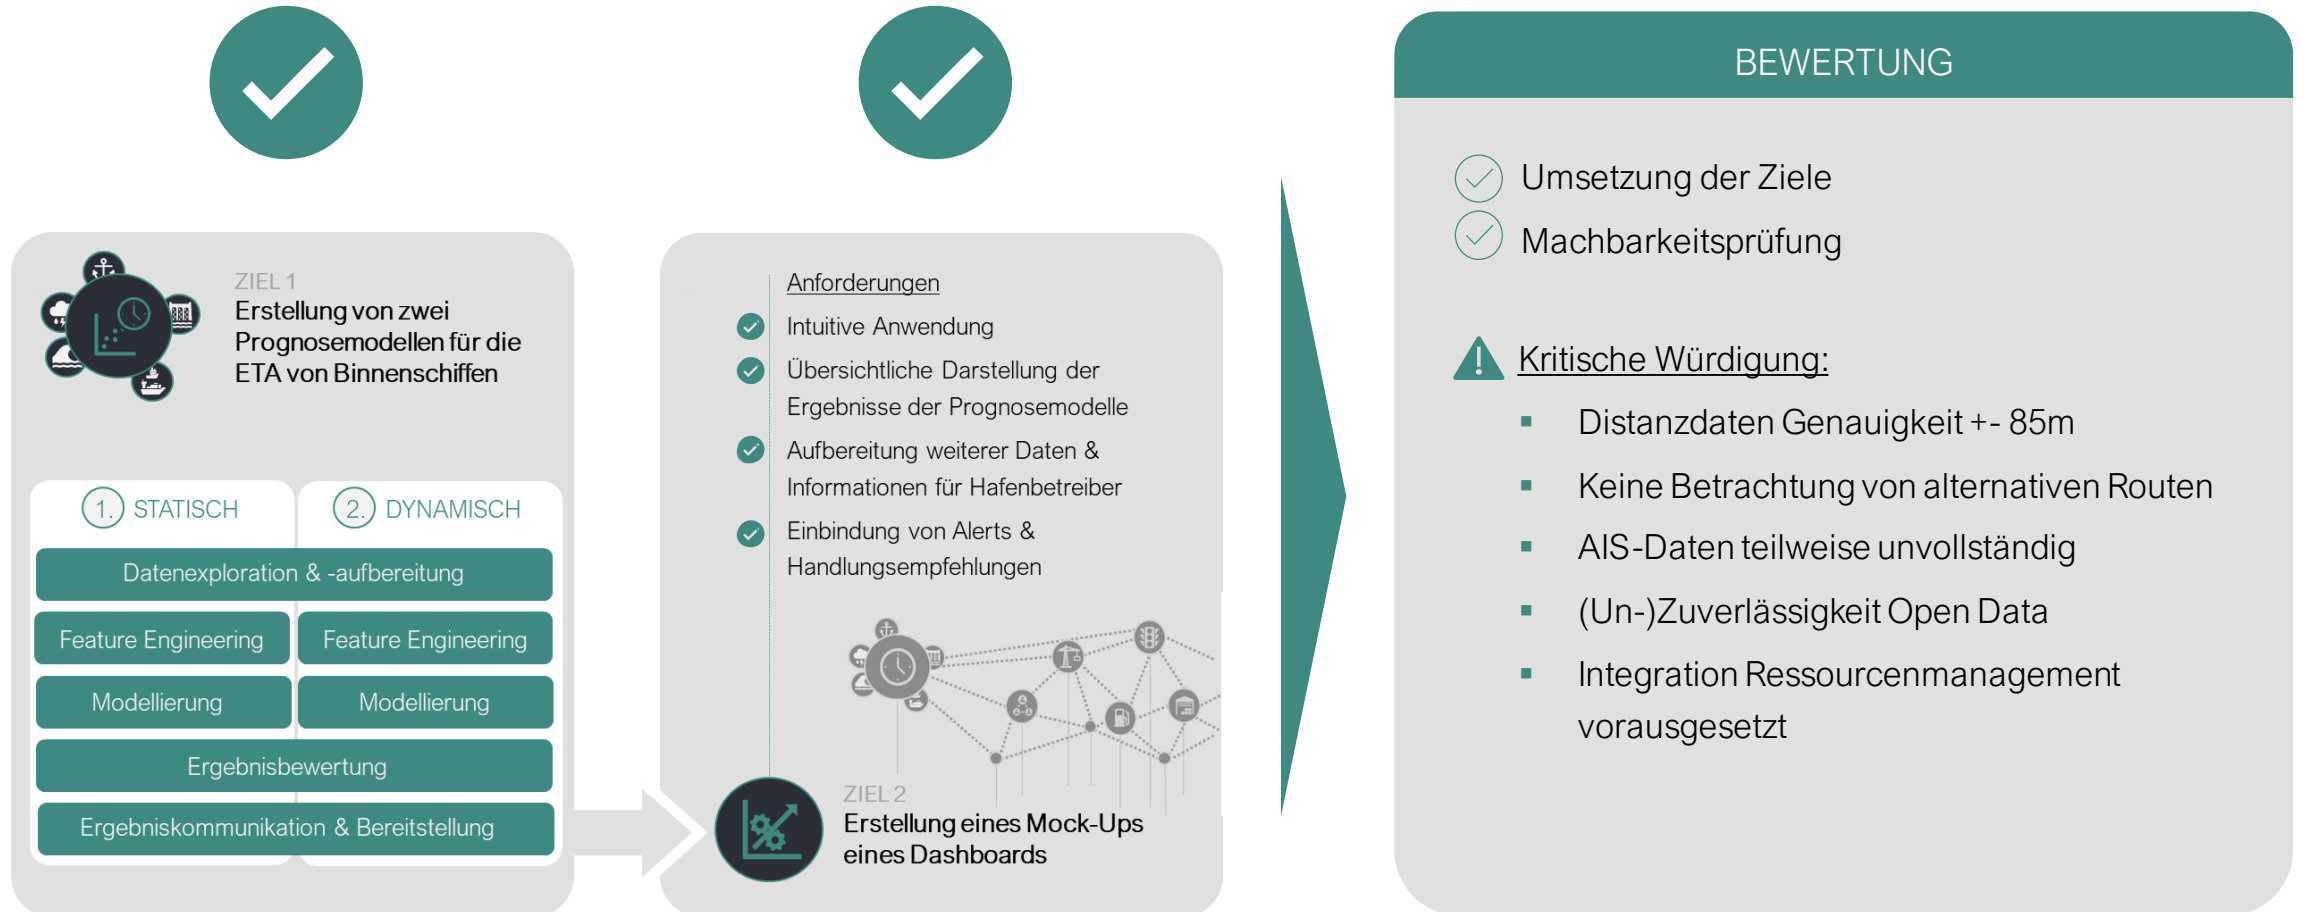 ZIEL 1
Erstellung von zwei
Prognosemodellen für die
ETA von Binnenschiffen
1. STATISCH
2. DYNAMISCH
Datenexploration & -aufbereitung
Feature Engineering
Feature Engineering
Modellierung
Modellierung
Ergebnisbewertung
Ergebniskommunikation & Bereitstellung
Anforderungen
Intuitive Anwendung
Übersichtliche Darstellung der
Ergebnisse der Prognosemodelle
Aufbereitung weiterer Daten &
Informationen für Hafenbetreiber
Einbindung von Alerts &
Handlungsempfehlungen
ZIEL 2
Erstellung eines Mock-Ups
eines Dashboards
BEWERTUNG
Umsetzung der Ziele
Machbarkeitsprüfung
Kritische Würdigung:
▪ Distanzdaten Genauigkeit +- 85m
▪ Keine Betrachtung von alternativen Routen
▪ AIS-Daten teilweise unvollständig
▪ (Un-)Zuverlässigkeit Open Data
▪ Integration Ressourcenmanagement
vorausgesetzt